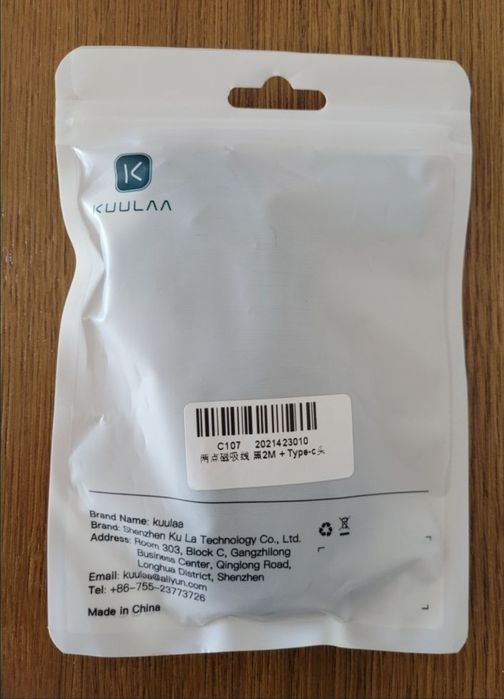 K
KUULAA
C107 2021423010
两点磁吸线 黑2M + Type-c头
Brand Name: kuulaa
Brand: Shenzhen Ku La Technology Co., Ltd.
Address: Room 303, Block C, Gangzhilong
Business Center, Qinglong Road,
Longhua District, Shenzhen
Email: kuulaa@aliyun.com
Tel: +86-755-23773726
Made in China